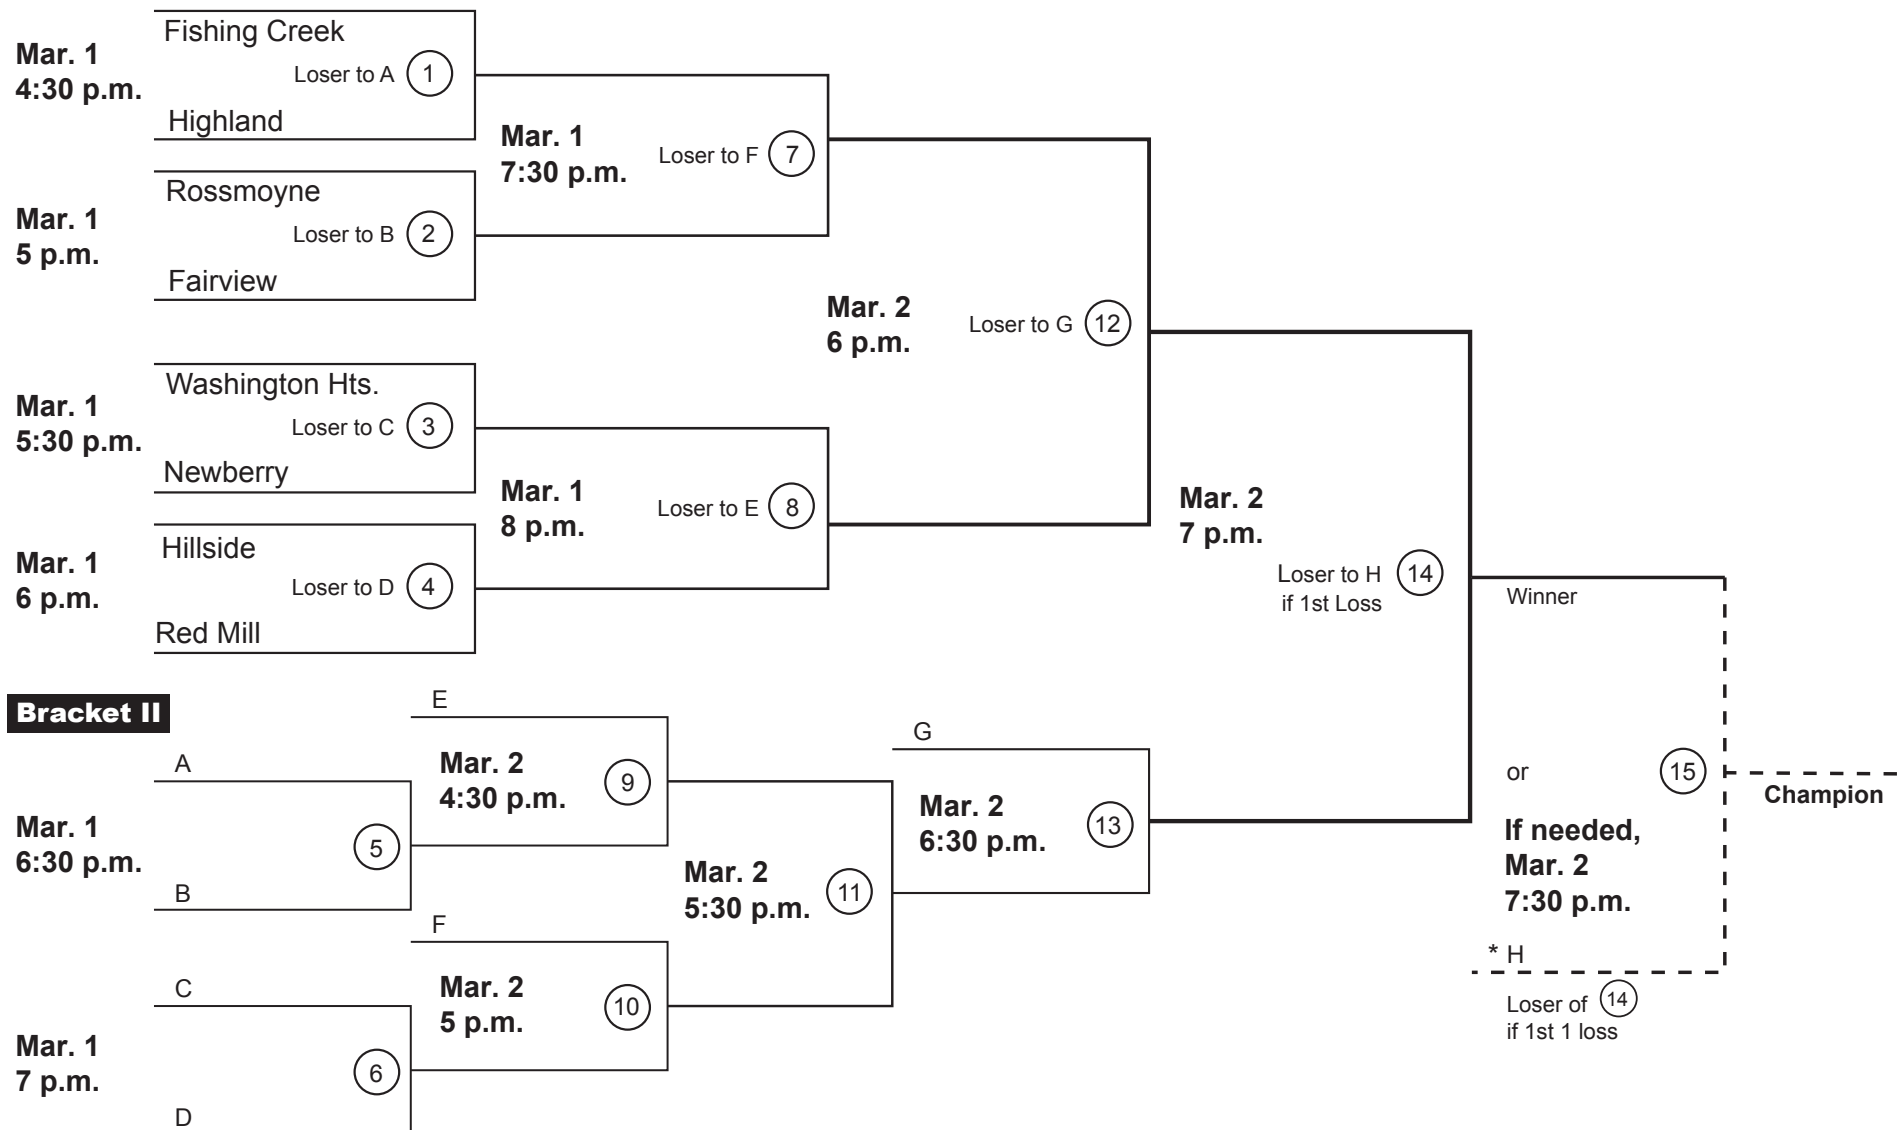 Fishing Creek
Mar. 1
4:30 p.m.
Loser to A 1
Highland
Mar. 1
7:30 p.m.
Loser to F 7
Rossmoyne
Mar. 1
5 p.m.
Loser to B 2
Fairview
Mar. 2
6 p.m.
Loser to G 12
Washington Hts.
Mar. 1
5:30 p.m.
Loser to C 3
Newberry
Mar. 1
8 p.m.
Loser to E 8
Hillside
Mar. 1
6 p.m.
Loser to D 4
Red Mill
Mar. 2
7 p.m.
Loser to H 14
if 1st Loss
Winner
Bracket II
E
A
Mar. 2
4:30 p.m.
9
Mar. 1
6:30 p.m.
5
B
G
Mar. 2
6:30 p.m.
13
Mar. 2
5:30 p.m.
11
F
C
Mar. 2
5 p.m.
10
Mar. 1
7 p.m.
6
D
or
15
Champion
If needed,
Mar. 2
7:30 p.m.
* H
Loser of 14
if 1st 1 loss